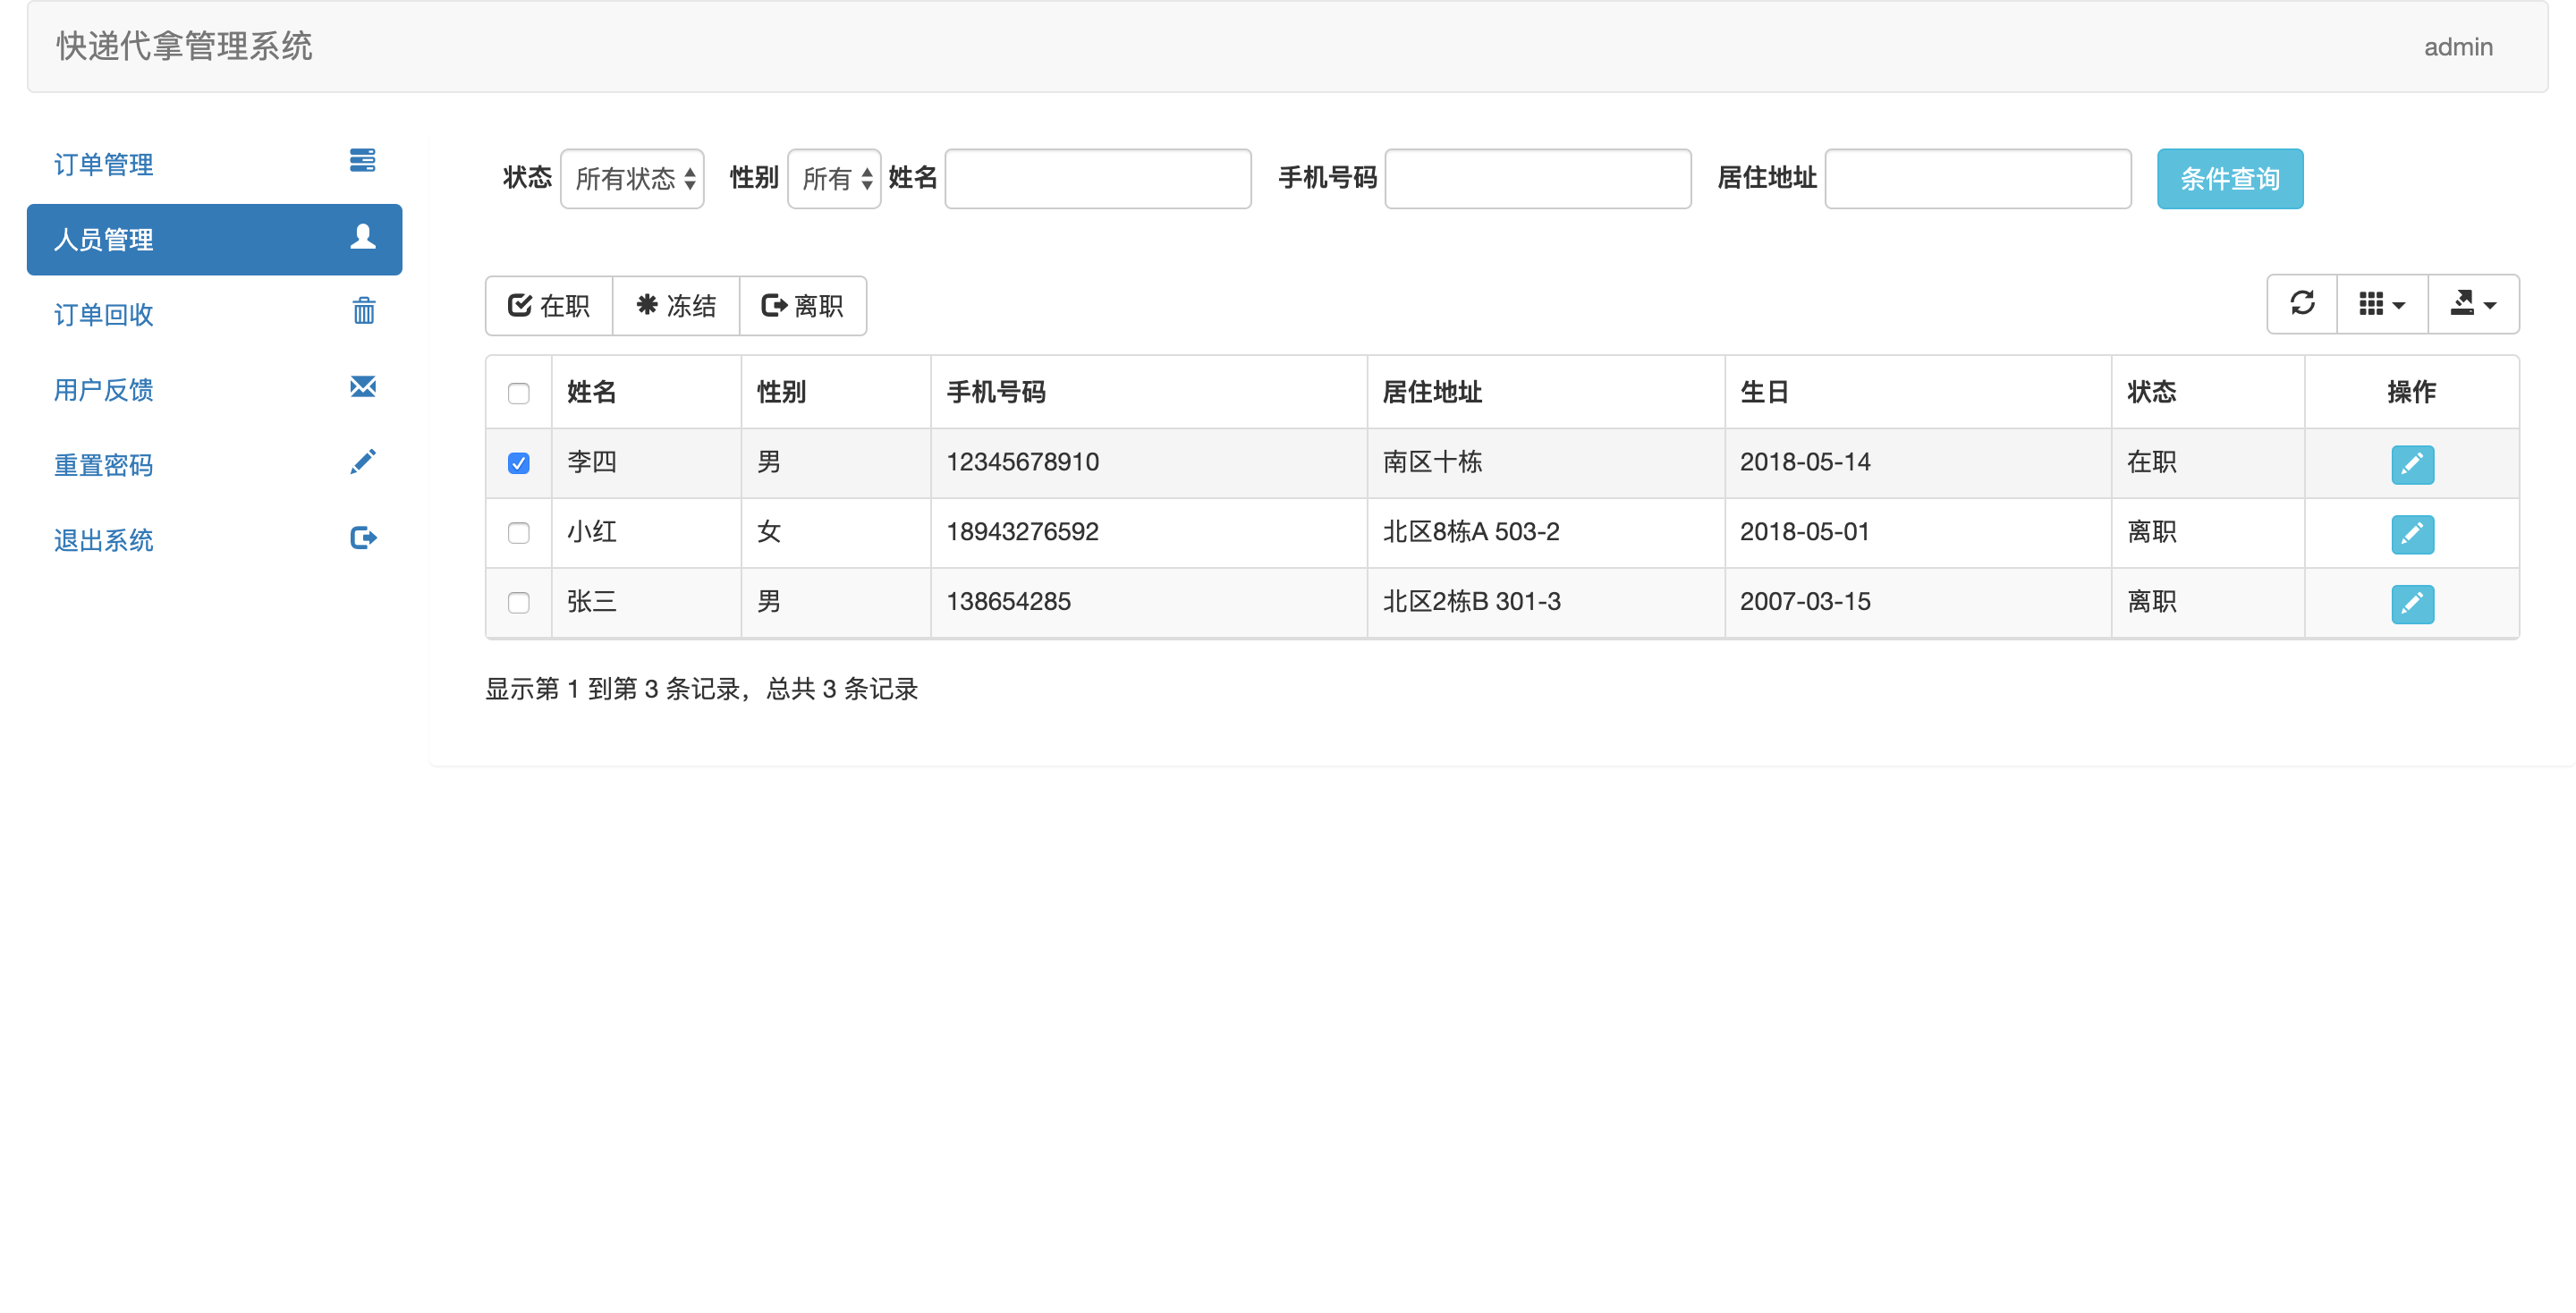 快递代拿管理系统 admin
订单管理
人员管理
订单回收
用户反馈
重置密码
退出系统
状态 所有状态 性别 所有 姓名 手机号码 居住地址 条件查询
在职 冻结 离职
姓名 性别 手机号码 居住地址 生日 状态 操作
李四 男 12345678910 南区十栋 2018-05-14 在职
小红 女 18943276592 北区8栋A 503-2 2018-05-01 离职
张三 男 138654285 北区2栋B 301-3 2007-03-15 离职
显示第 1 到第 3 条记录，总共 3 条记录